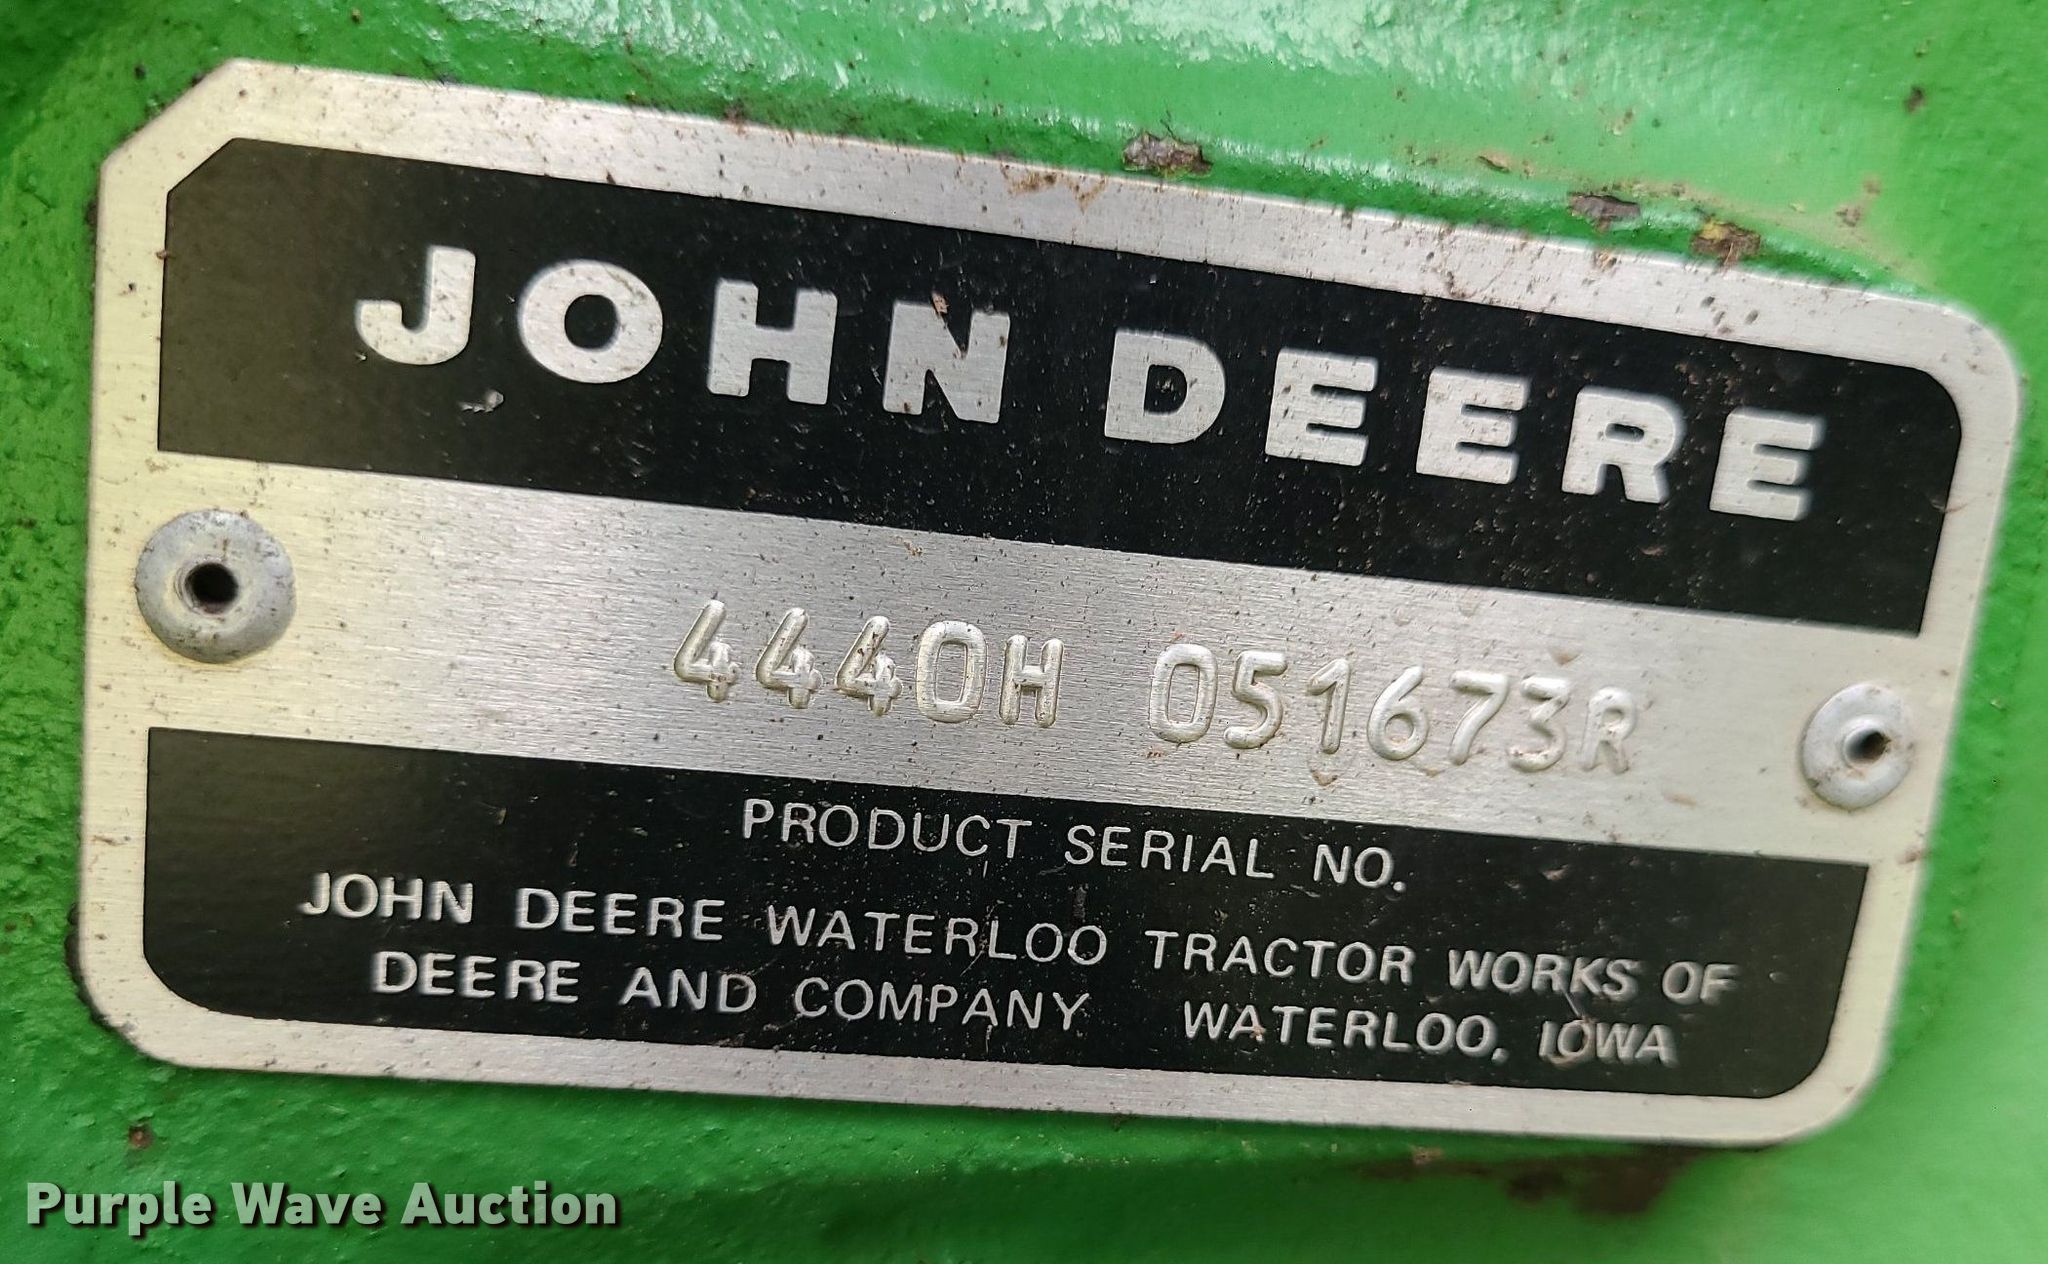 JOHN DEERE
4440H 051673R
PRODUCT SERIAL NO.
JOHN DEERE WATERLOO TRACTOR WORKS OF
DEERE AND COMPANY WATERLOO, IOWA
Purple Wave Auction